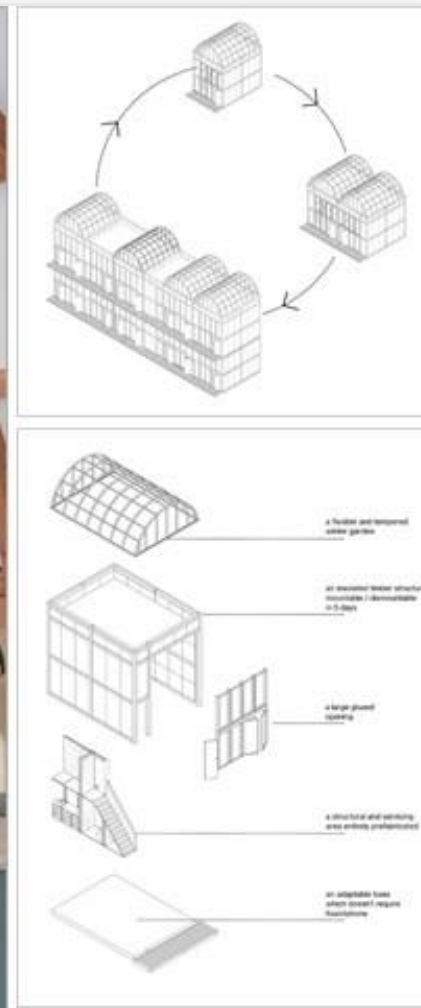 a flexible and tempered
winter garden
an insulated timber structure
mountable / demountable
in 5 days
a large glazed
opening
a structural and servicing
area entirely prefabricated
an adaptable base
which doesn't require
foundations